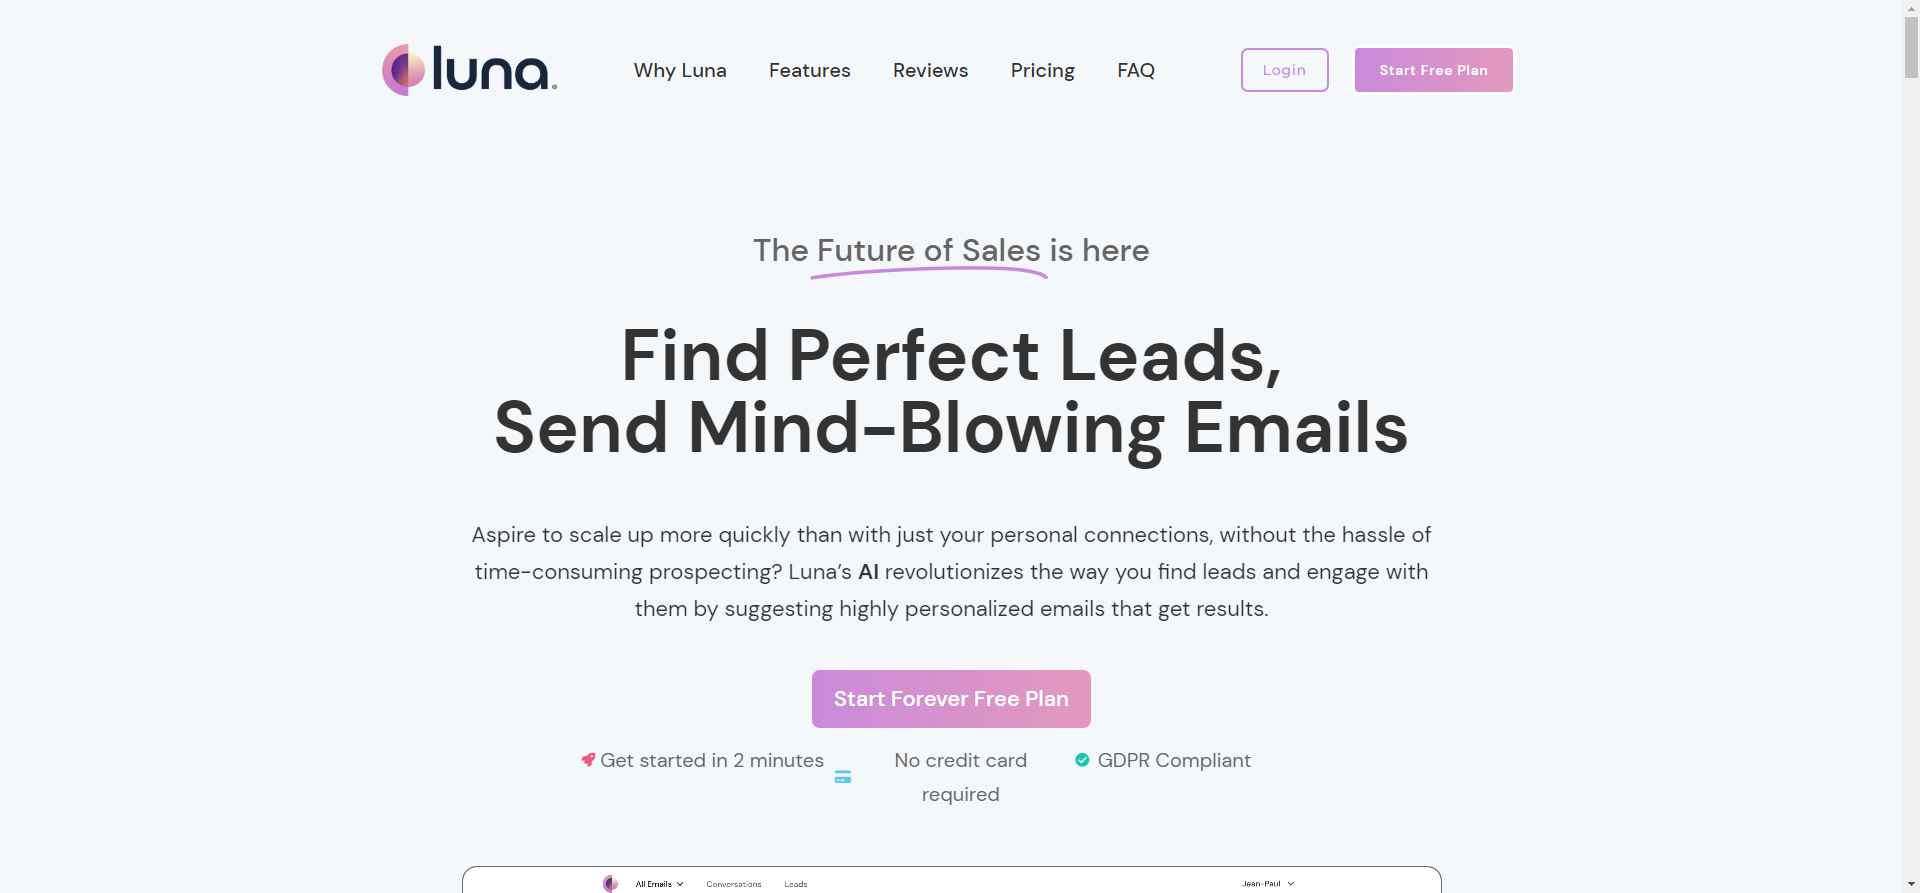 luna
Why Luna
Features
Reviews
Pricing
FAQ
Login
Start Free Plan
The Future of Sales is here
Find Perfect Leads,
Send Mind-Blowing Emails
Aspire to scale up more quickly than with just your personal connections, without the hassle of
time-consuming prospecting? Luna’s AI revolutionizes the way you find leads and engage with
them by suggesting highly personalized emails that get results.
Start Forever Free Plan
Get started in 2 minutes
No credit card
required
GDPR Compliant
All Emails
Conversations
Leads
Jean-Paul